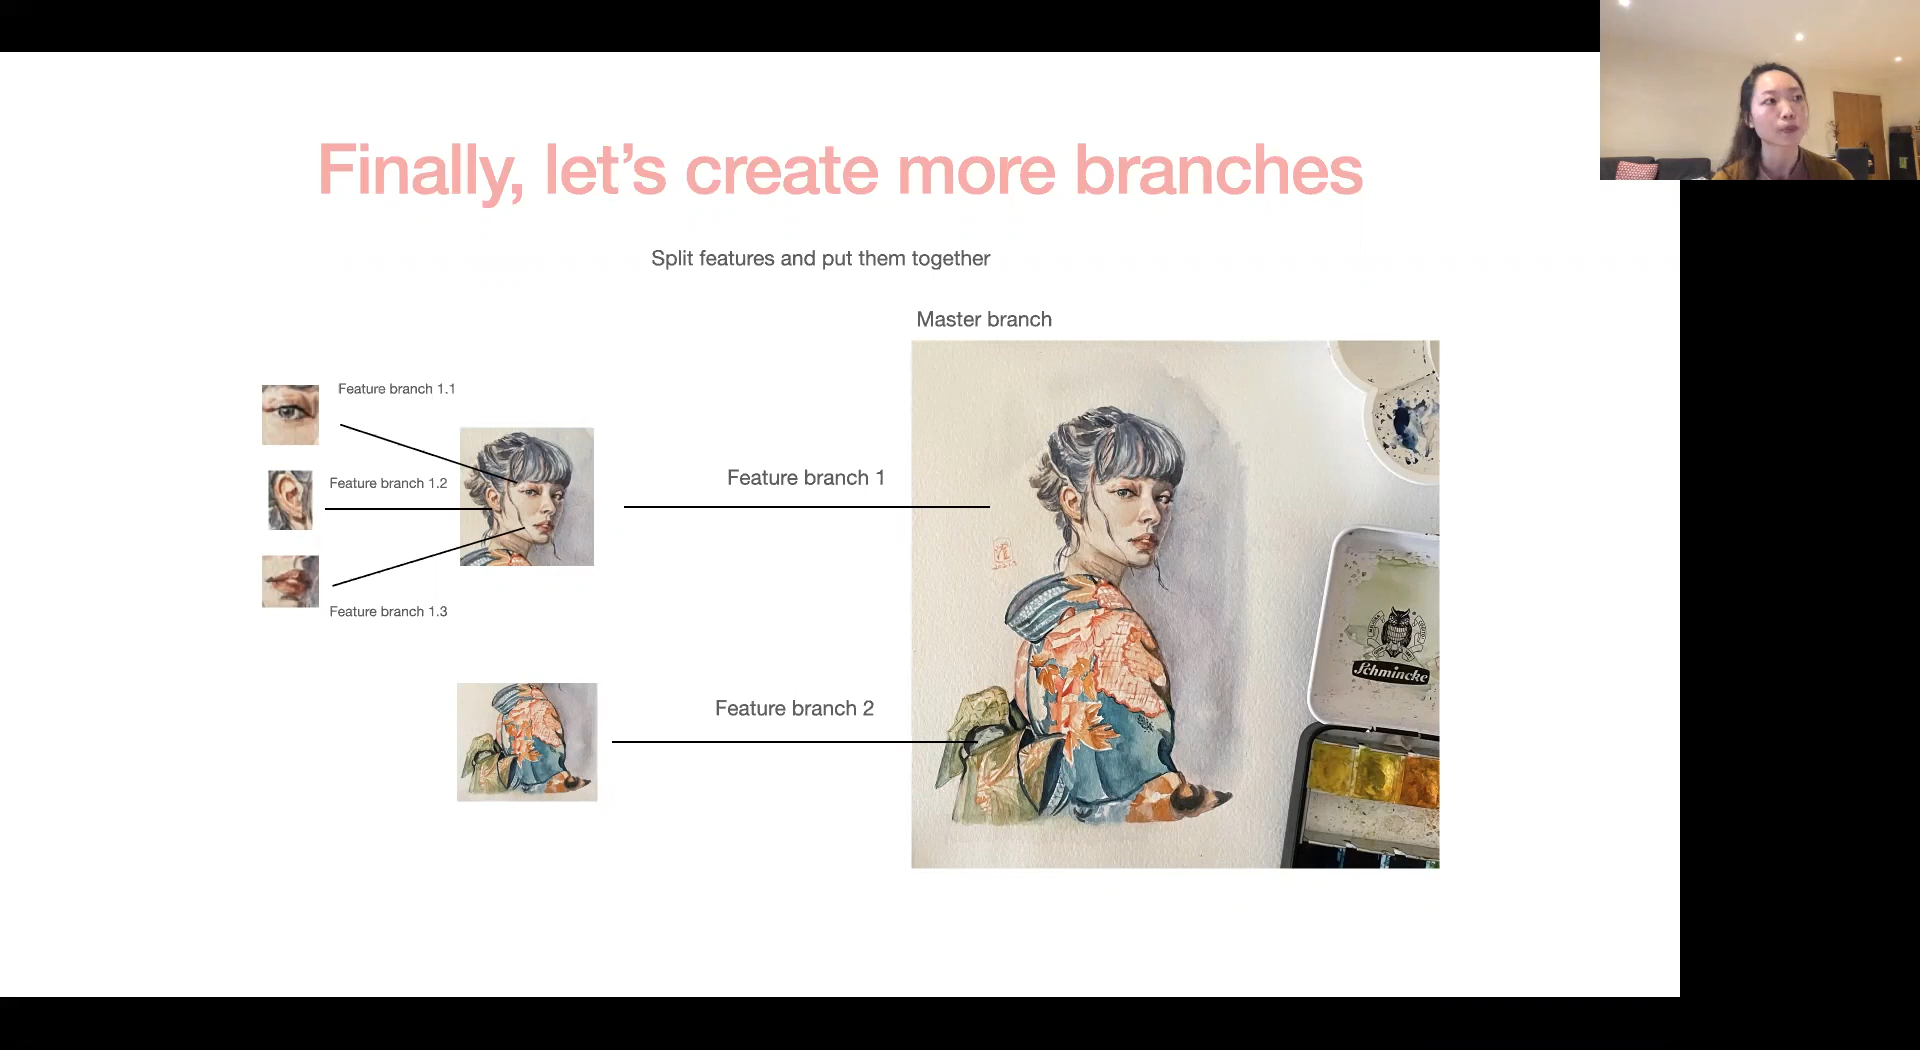 Finally, let's create more branches
Split features and put them together
Master branch
Feature branch 1.1
Feature branch 1.2
Feature branch 1.3
Feature branch 1
Feature branch 2
Schmincke